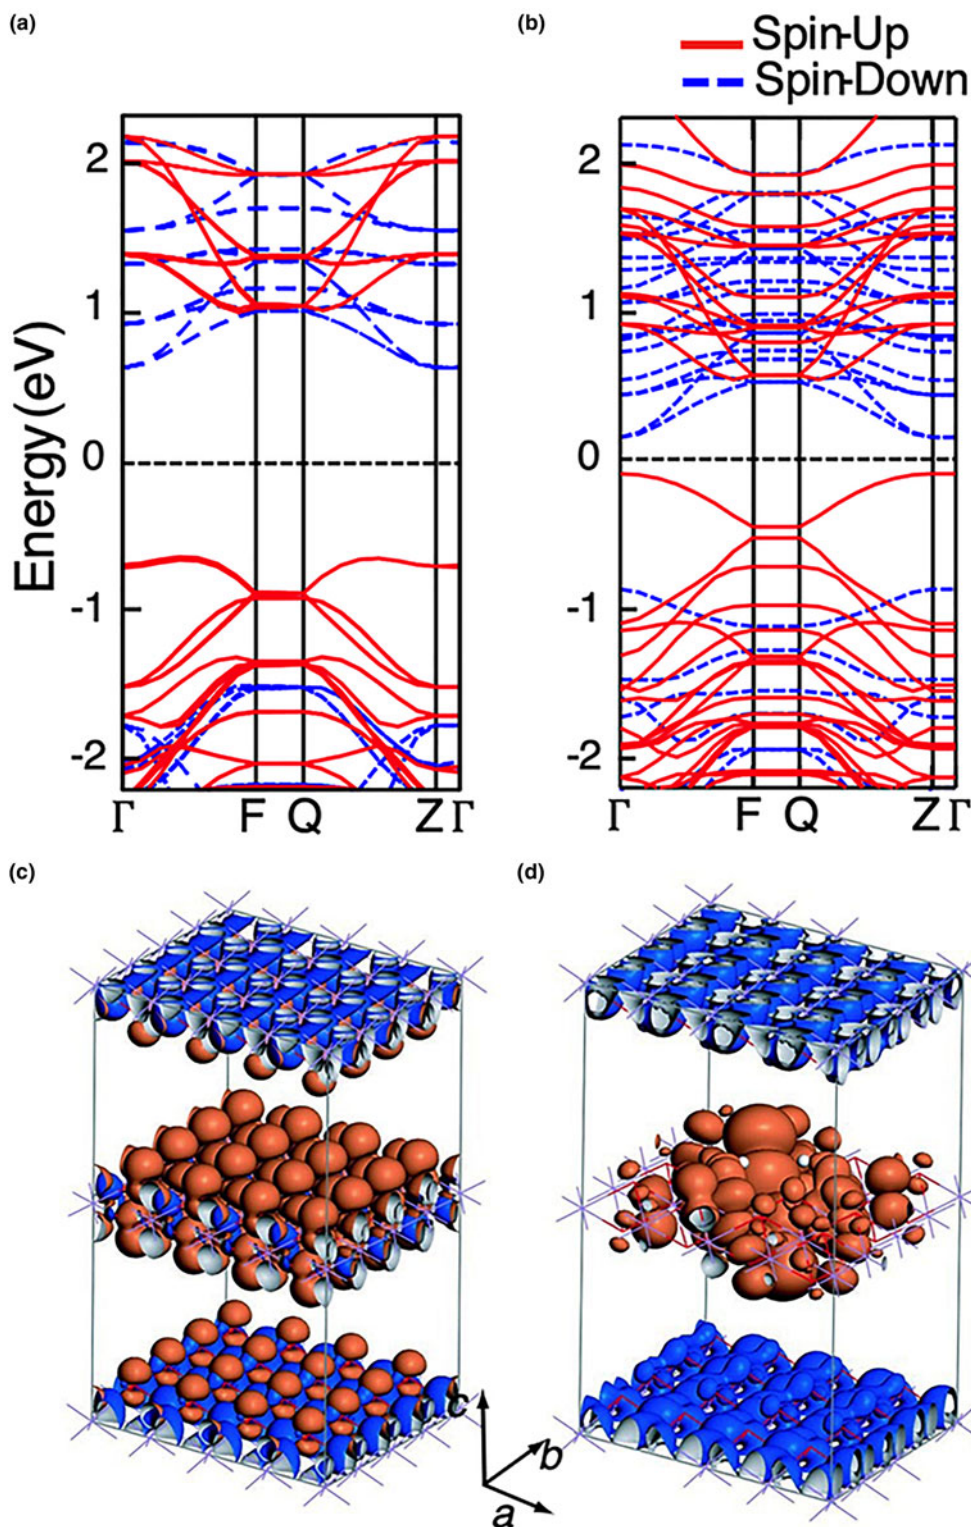 (a)
(b)
Spin-Up
Spin-Down
Energy(eV)
2
1
0
-1
-2
Γ F Q Z Γ
2
1
0
-1
-2
Γ F Q Z Γ
(c)
(d)
c
b
a